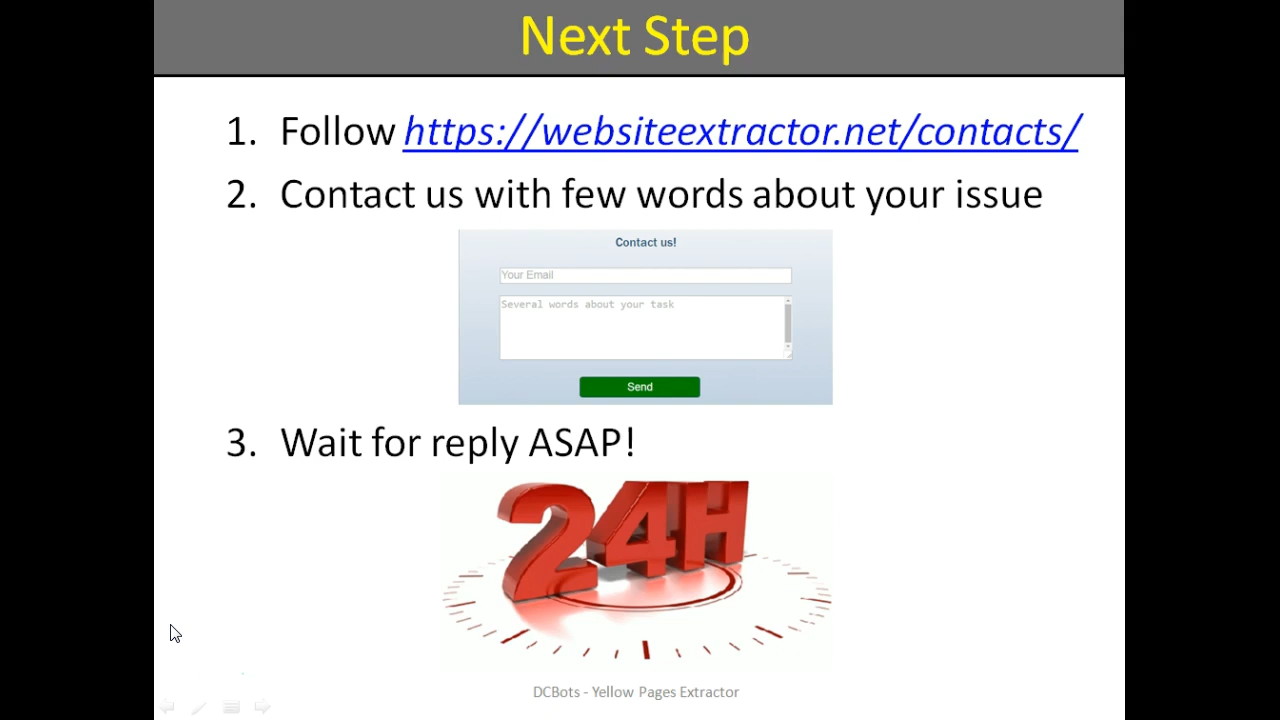 Next Step
1. Follow https://websiteextractor.net/contacts/
2. Contact us with few words about your issue
Contact us!
Your Email
Several words about your task
Send
3. Wait for reply ASAP!
24H
DCBots - Yellow Pages Extractor